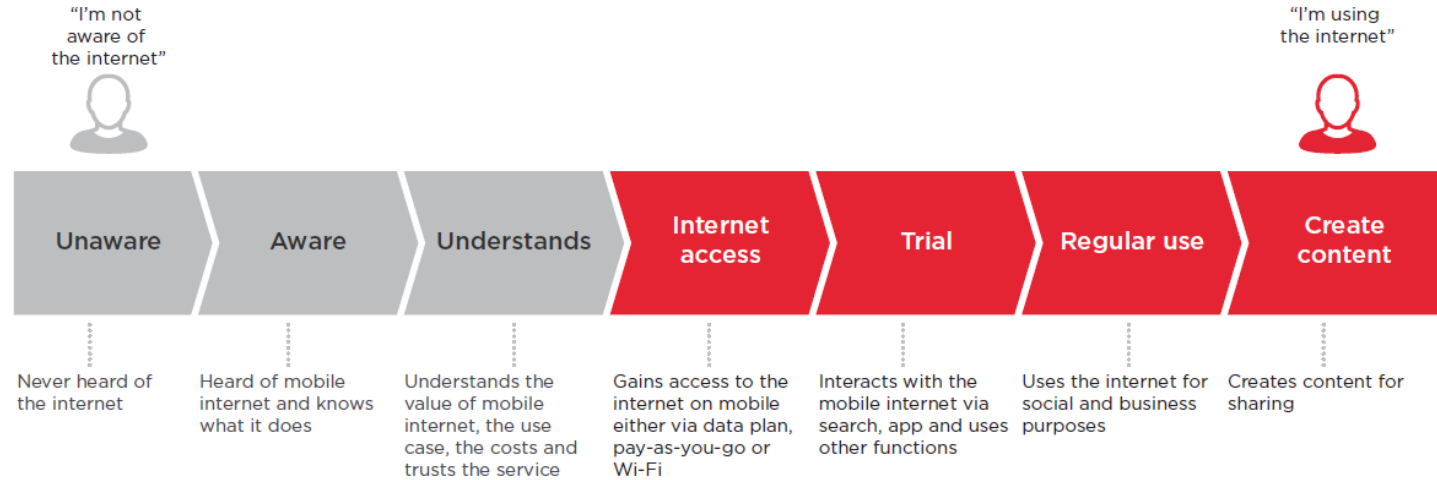 “I’m not
aware of
the internet”
“I’m using
the internet”
Unaware
Aware
Understands
Internet
access
Trial
Regular use
Create
content
Never heard of
the internet
Heard of mobile
internet and knows
what it does
Understands the
value of mobile
internet, the use
case, the costs and
trusts the service
Gains access to the
internet on mobile
either via data plan,
pay-as-you-go or
Wi-Fi
Interacts with the
mobile internet via
search, app and uses
other functions
Uses the internet for
social and business
purposes
Creates content for
sharing